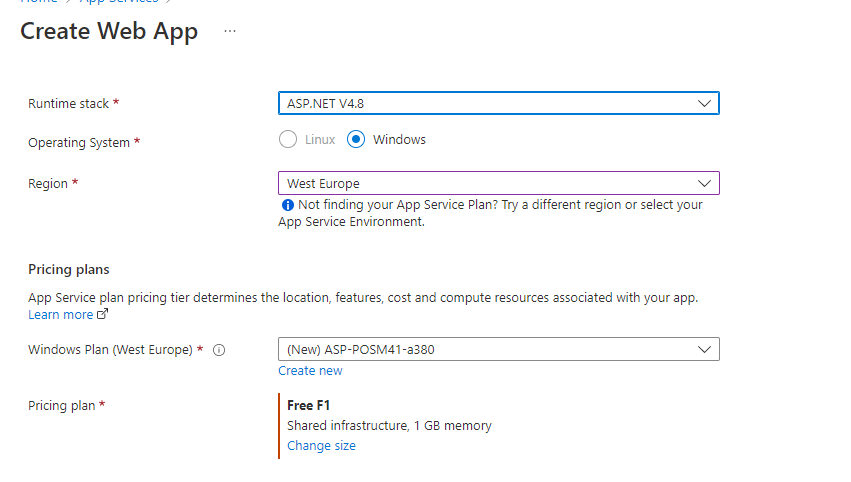 Home > App Services >
Create Web App ...
Runtime stack *
ASP.NET V4.8
Operating System *
Linux
Windows
Region *
West Europe
Not finding your App Service Plan? Try a different region or select your
App Service Environment.
Pricing plans
App Service plan pricing tier determines the location, features, cost and compute resources associated with your app.
Learn more
Windows Plan (West Europe) *
(New) ASP-POSM41-a380
Create new
Pricing plan *
Free F1
Shared infrastructure, 1 GB memory
Change size